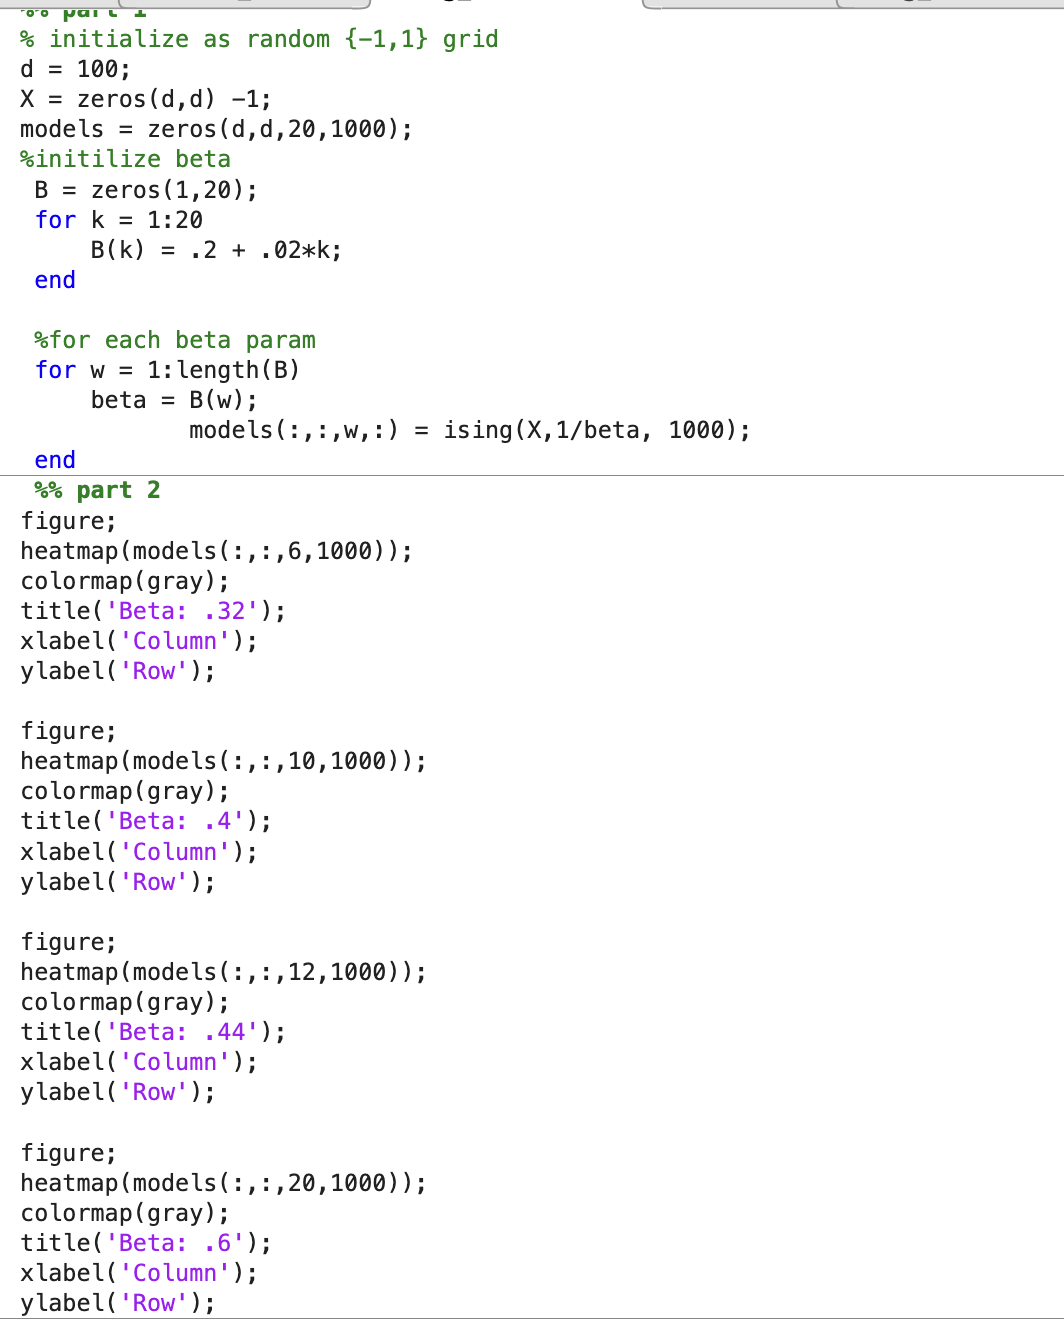 %% part 1
% initialize as random {-1,1} grid
d = 100;
X = zeros(d,d) -1;
models = zeros(d,d,20,1000);
%initilize beta
B = zeros(1,20);
for k = 1:20
B(k) = .2 + .02*k;
end
%for each beta param
for w = 1:length(B)
beta = B(w);
models(:,:,w,:) = ising(X,1/beta, 1000);
end
%% part 2
figure;
heatmap(models(:,:,6,1000));
colormap(gray);
title('Beta: .32');
xlabel('Column');
ylabel('Row');
figure;
heatmap(models(:,:,10,1000));
colormap(gray);
title('Beta: .4');
xlabel('Column');
ylabel('Row');
figure;
heatmap(models(:,:,12,1000));
colormap(gray);
title('Beta: .44');
xlabel('Column');
ylabel('Row');
figure;
heatmap(models(:,:,20,1000));
colormap(gray);
title('Beta: .6');
xlabel('Column');
ylabel('Row');